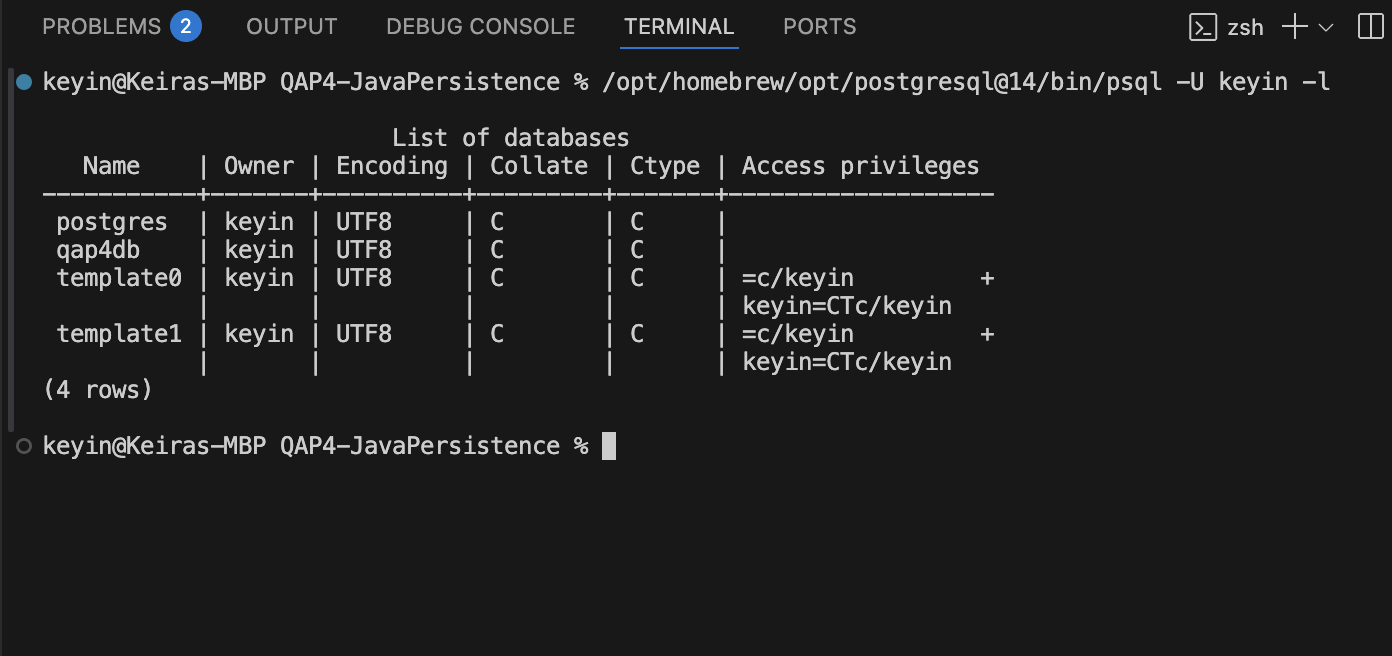 PROBLEMS 2 OUTPUT DEBUG CONSOLE TERMINAL PORTS zsh
keyin@Keiras-MBP QAP4-JavaPersistence % /opt/homebrew/opt/postgresql@14/bin/psql -U keyin -l
List of databases
Name | Owner | Encoding | Collate | Ctype | Access privileges
-----------+-------+----------+---------+-------+-------------------
postgres | keyin | UTF8 | C | C |
qap4db | keyin | UTF8 | C | C |
template0 | keyin | UTF8 | C | C | =c/keyin +
| | | | | keyin=CTc/keyin
template1 | keyin | UTF8 | C | C | =c/keyin +
| | | | | keyin=CTc/keyin
(4 rows)
keyin@Keiras-MBP QAP4-JavaPersistence %